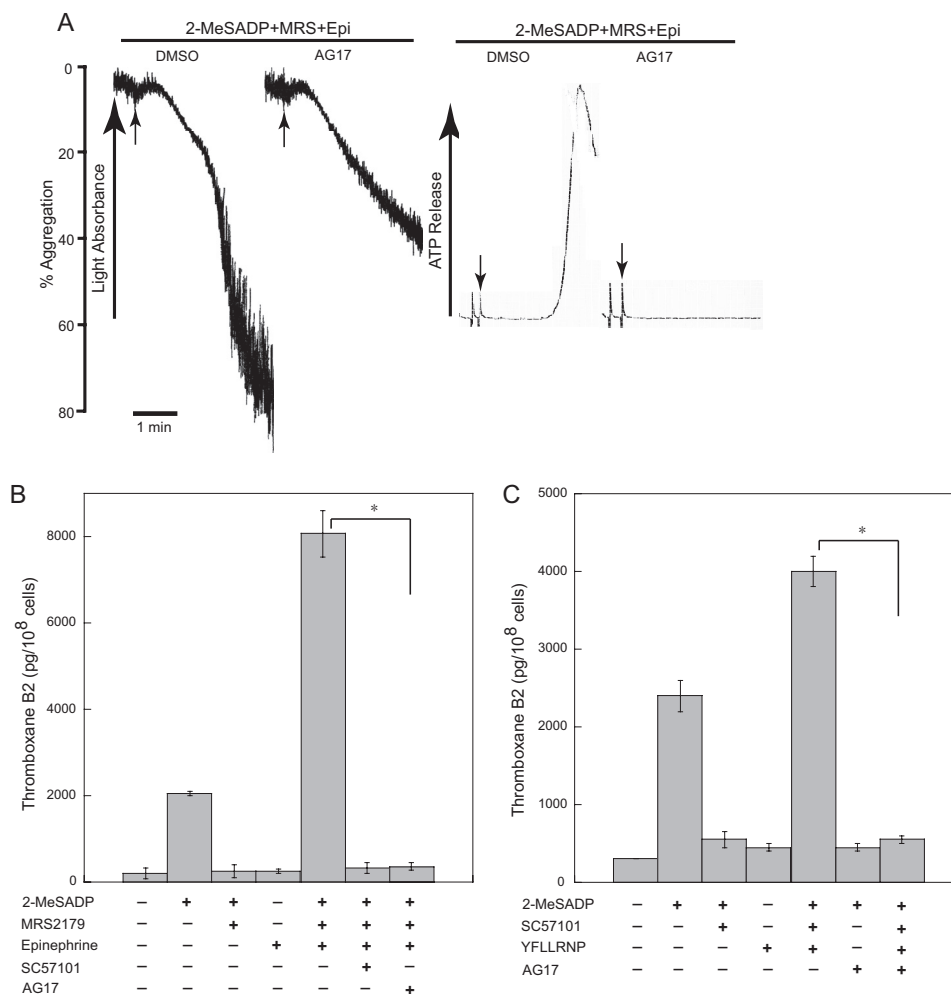 A
2-MeSADP+MRS+Epi
DMSO
AG17
0
20
40
60
80
% Aggregation
Light Absorbance
1 min
2-MeSADP+MRS+Epi
DMSO
AG17
ATP Release
B
8000
6000
4000
2000
0
Thromboxane B2 (pg/10⁸ cells)
*
2-MeSADP – + + – + + +
MRS2179 – – + – + + +
Epinephrine – – – + + + +
SC57101 – – – – – + –
AG17 – – – – – – +
C
5000
4000
3000
2000
1000
0
Thromboxane B2 (pg/10⁸ cells)
*
2-MeSADP – + + – + + +
SC57101 – – + – + – +
YFLLRNP – – – + + – +
AG17 – – – – – + +